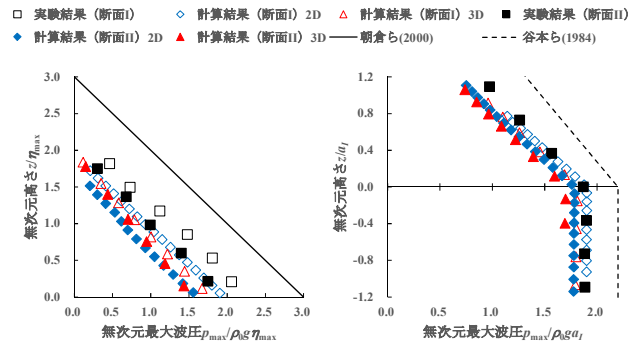 実験結果（断面I） 計算結果（断面I）2D 計算結果（断面I）3D 実験結果（断面II）
計算結果（断面II）2D 計算結果（断面II）3D 朝倉ら(2000) 谷本ら(1984)
3.0
2.5
2.0
1.5
1.0
0.5
0.0
無次元高さz/ηmax
0.0 0.5 1.0 1.5 2.0 2.5 3.0
無次元最大波圧pmax/ρ0gηmax
1.2
0.8
0.4
0.0
-0.4
-0.8
-1.2
無次元高さz/aI
0.0 0.5 1.0 1.5 2.0
無次元最大波圧pmax/ρ0gaI